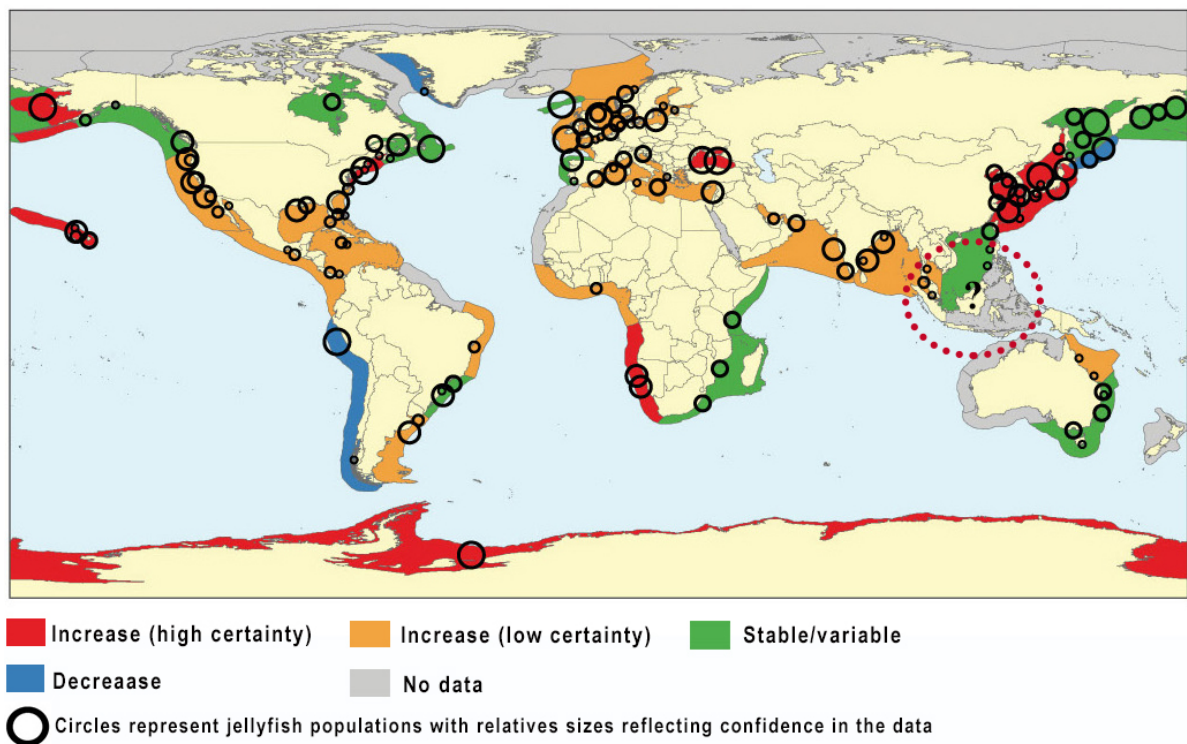 ?
Increase (high certainty)
Increase (low certainty)
Stable/variable
Decreaase
No data
Circles represent jellyfish populations with relatives sizes reflecting confidence in the data